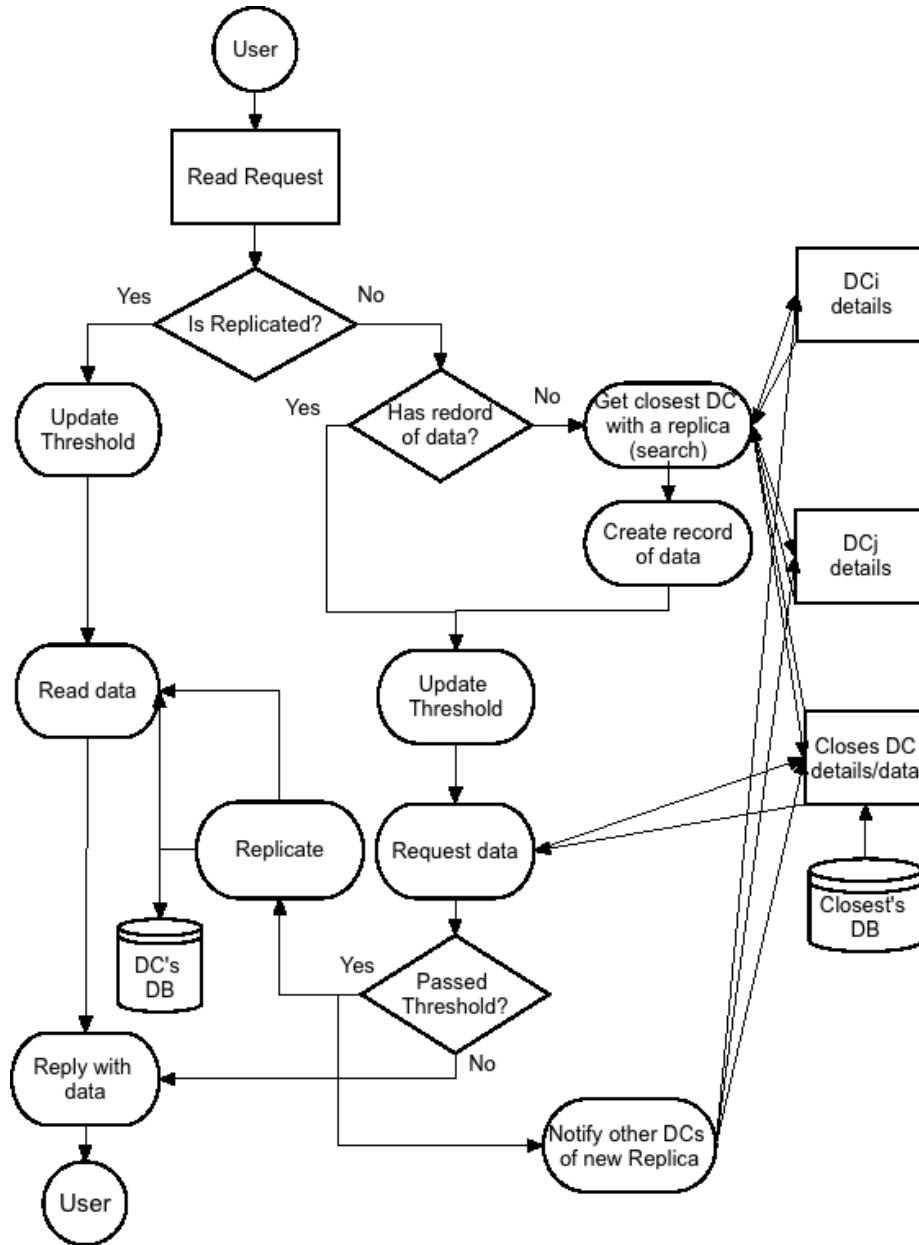 User
Read Request
Is Replicated?
Yes
No
DCi
details
Update
Threshold
Has redord
of data?
Yes
No
Get closest DC
with a replica
(search)
Create record
of data
DCj
details
Read data
Update
Threshold
Closes DC
details/data
Replicate
Request data
Closest's
DB
DC's
DB
Passed
Threshold?
Yes
No
Reply with
data
Notify other DCs
of new Replica
User